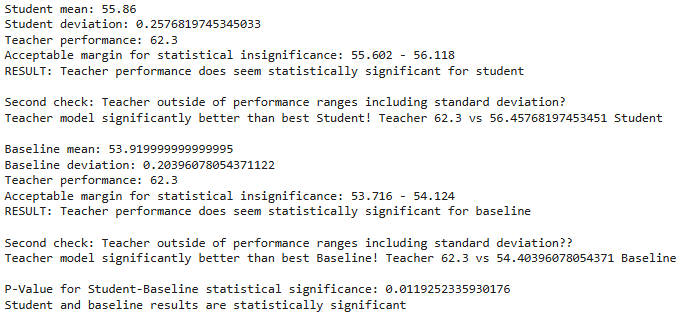 Student mean: 55.86
Student deviation: 0.2576819745345033
Teacher performance: 62.3
Acceptable margin for statistical insignificance: 55.602 - 56.118
RESULT: Teacher performance does seem statistically significant for student

Second check: Teacher outside of performance ranges including standard deviation?
Teacher model significantly better than best Student! Teacher 62.3 vs 56.45768197453451 Student

Baseline mean: 53.919999999999995
Baseline deviation: 0.20396078054371122
Teacher performance: 62.3
Acceptable margin for statistical insignificance: 53.716 - 54.124
RESULT: Teacher performance does seem statistically significant for baseline

Second check: Teacher outside of performance ranges including standard deviation??
Teacher model significantly better than best Baseline! Teacher 62.3 vs 54.40396078054371 Baseline

P-Value for Student-Baseline statistical significance: 0.0119252335930176
Student and baseline results are statistically significant